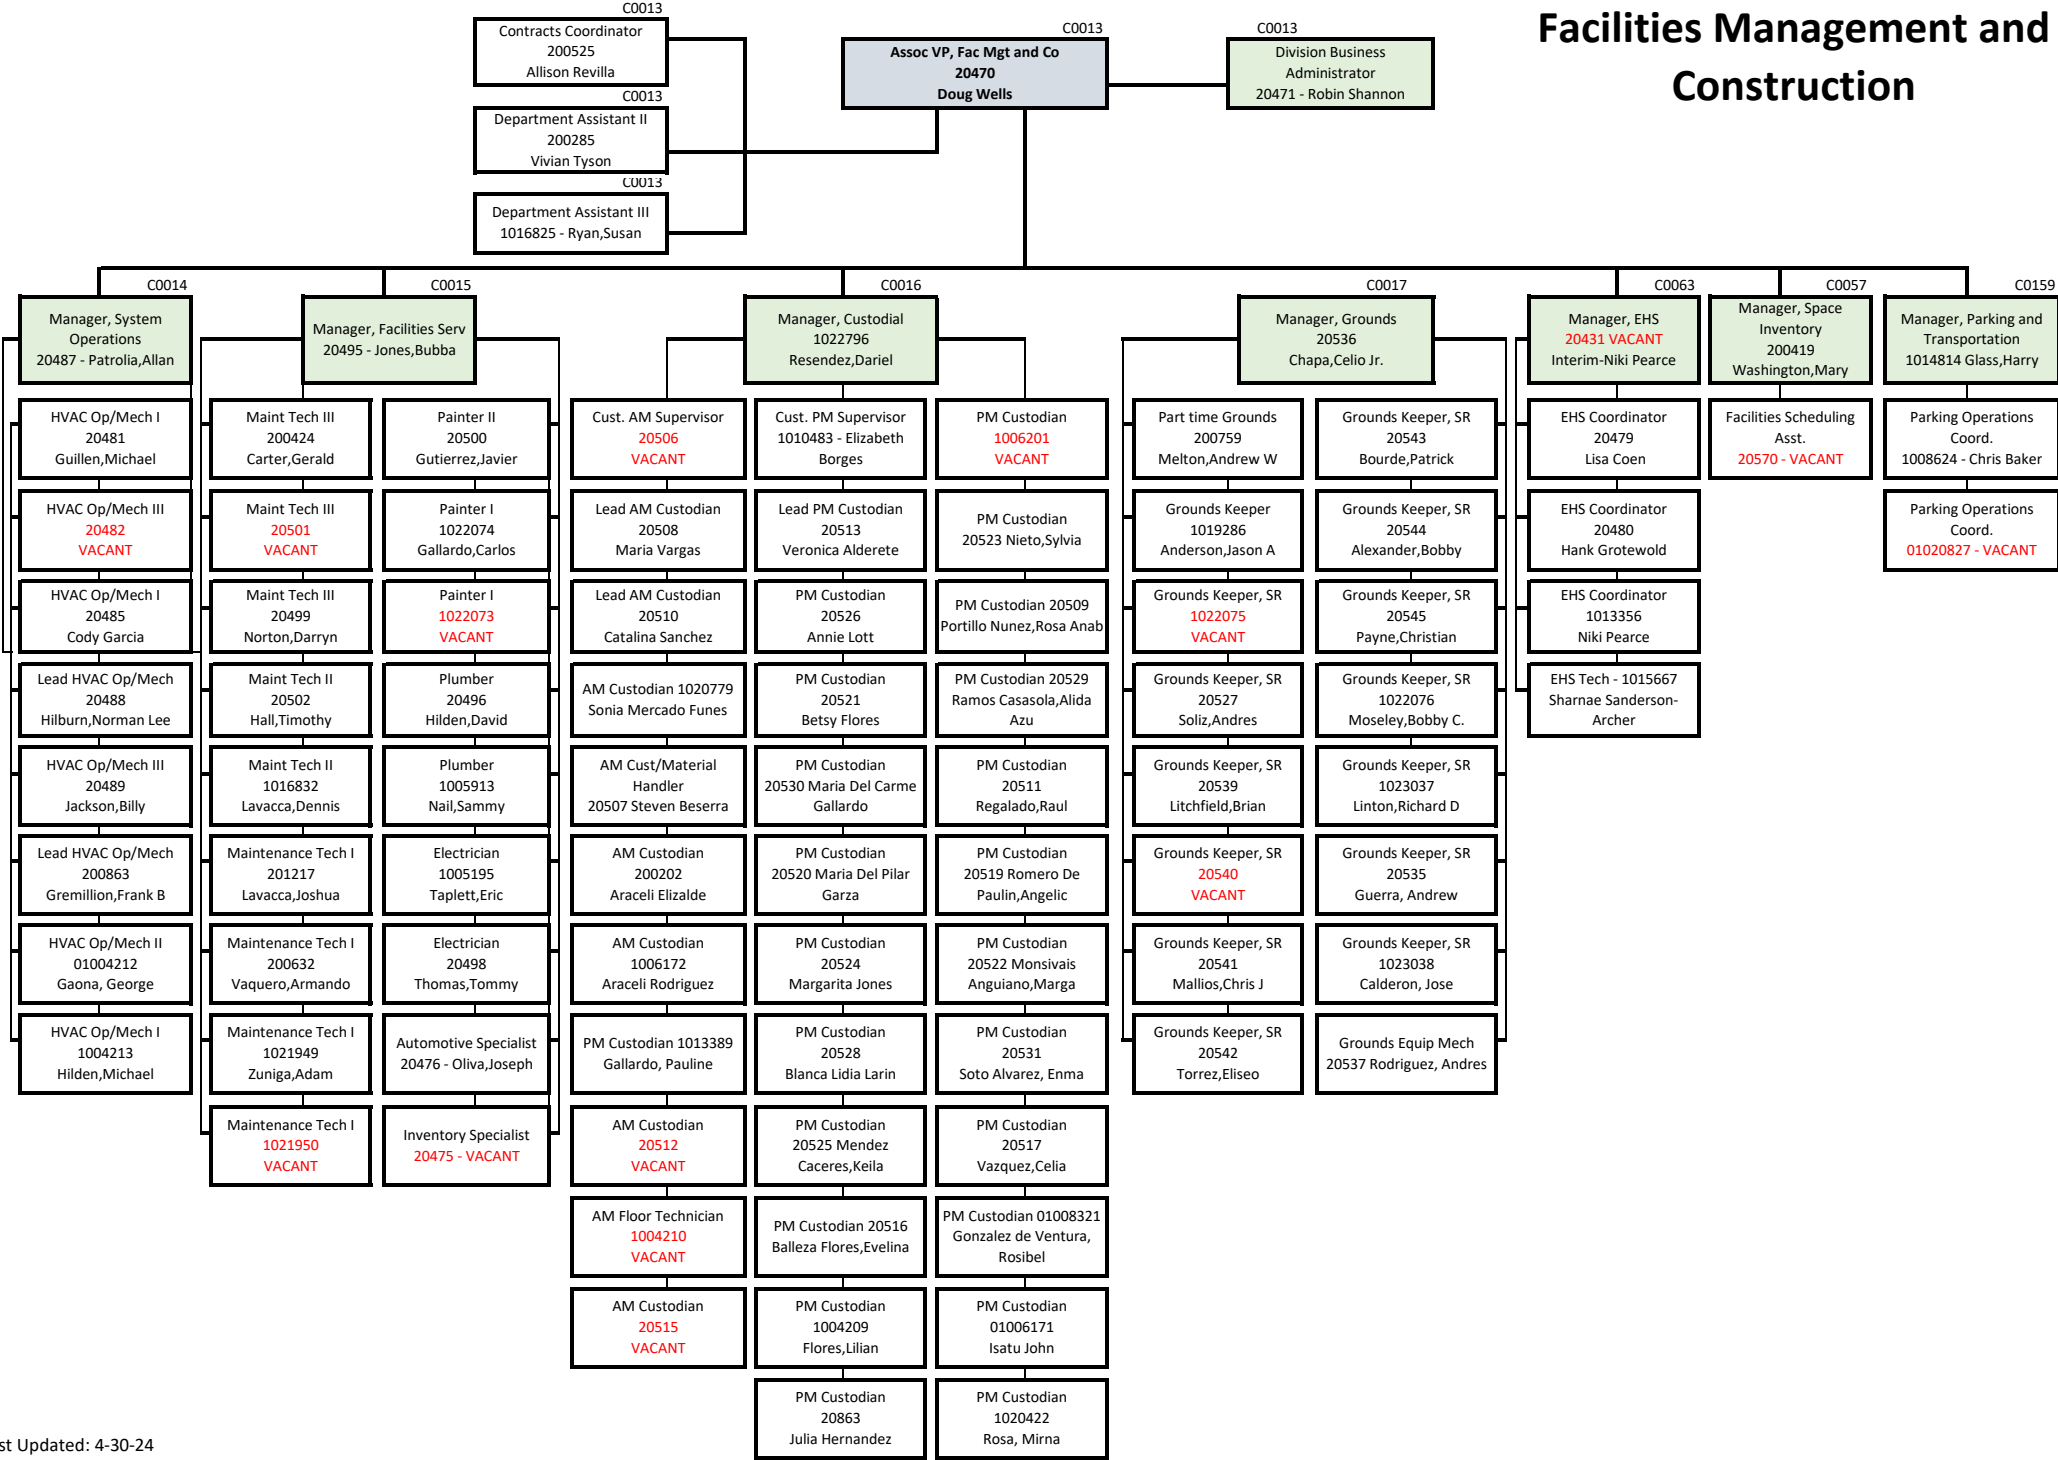 Facilities Management and
Construction
C0013
Contracts Coordinator
200525
Allison Revilla
C0013
Department Assistant II
200285
Vivian Tyson
C0013
Department Assistant III
1016825 - Ryan,Susan
C0013
Assoc VP, Fac Mgt and Co
20470
Doug Wells
C0013
Division Business
Administrator
20471 - Robin Shannon
C0014
Manager, System
Operations
20487 - Patrolia,Allan
C0015
Manager, Facilities Serv
20495 - Jones,Bubba
C0016
Manager, Custodial
1022796
Resendez,Dariel
C0017
Manager, Grounds
20536
Chapa,Celio Jr.
C0063
Manager, EHS
20431 VACANT
Interim-Niki Pearce
C0057
Manager, Space
Inventory
200419
Washington,Mary
C0159
Manager, Parking and
Transportation
1014814 Glass,Harry
HVAC Op/Mech I
20481
Guillen,Michael
HVAC Op/Mech III
20482
VACANT
HVAC Op/Mech I
20485
Cody Garcia
Lead HVAC Op/Mech
20488
Hilburn,Norman Lee
HVAC Op/Mech III
20489
Jackson,Billy
Lead HVAC Op/Mech
200863
Gremillion,Frank B
HVAC Op/Mech II
01004212
Gaona, George
HVAC Op/Mech I
1004213
Hilden,Michael
Maint Tech III
200424
Carter,Gerald
Maint Tech III
20501
VACANT
Maint Tech III
20499
Norton,Darryn
Maint Tech II
20502
Hall,Timothy
Maint Tech II
1016832
Lavacca,Dennis
Maintenance Tech I
201217
Lavacca,Joshua
Maintenance Tech I
200632
Vaquero,Armando
Maintenance Tech I
1021949
Zuniga,Adam
Maintenance Tech I
1021950
VACANT
Painter II
20500
Gutierrez,Javier
Painter I
1022074
Gallardo,Carlos
Painter I
1022073
VACANT
Plumber
20496
Hilden,David
Plumber
1005913
Nail,Sammy
Electrician
1005195
Taplett,Eric
Electrician
20498
Thomas,Tommy
Automotive Specialist
20476 - Oliva,Joseph
Inventory Specialist
20475 - VACANT
Cust. AM Supervisor
20506
VACANT
Lead AM Custodian
20508
Maria Vargas
Lead AM Custodian
20510
Catalina Sanchez
AM Custodian 1020779
Sonia Mercado Funes
AM Cust/Material
Handler
20507 Steven Beserra
AM Custodian
200202
Araceli Elizalde
AM Custodian
1006172
Araceli Rodriguez
PM Custodian 1013389
Gallardo, Pauline
AM Custodian
20512
VACANT
AM Floor Technician
1004210
VACANT
AM Custodian
20515
VACANT
Cust. PM Supervisor
1010483 - Elizabeth
Borges
Lead PM Custodian
20513
Veronica Alderete
PM Custodian
20526
Annie Lott
PM Custodian
20521
Betsy Flores
PM Custodian
20530 Maria Del Carme
Gallardo
PM Custodian
20520 Maria Del Pilar
Garza
PM Custodian
20524
Margarita Jones
PM Custodian
20528
Blanca Lidia Larin
PM Custodian
20525 Mendez
Caceres,Keila
PM Custodian 20516
Balleza Flores,Evelina
PM Custodian
1004209
Flores,Lilian
PM Custodian
20863
Julia Hernandez
PM Custodian
1006201
VACANT
PM Custodian
20523 Nieto,Sylvia
PM Custodian 20509
Portillo Nunez,Rosa Anab
PM Custodian 20529
Ramos Casasola,Alida
Azu
PM Custodian
20511
Regalado,Raul
PM Custodian
20519 Romero De
Paulin,Angelic
PM Custodian
20522 Monsivais
Anguiano,Marga
PM Custodian
20531
Soto Alvarez, Enma
PM Custodian
20517
Vazquez,Celia
PM Custodian 01008321
Gonzalez de Ventura,
Rosibel
PM Custodian
01006171
Isatu John
PM Custodian
1020422
Rosa, Mirna
Part time Grounds
200759
Melton,Andrew W
Grounds Keeper
1019286
Anderson,Jason A
Grounds Keeper, SR
1022075
VACANT
Grounds Keeper, SR
20527
Soliz,Andres
Grounds Keeper, SR
20539
Litchfield,Brian
Grounds Keeper, SR
20540
VACANT
Grounds Keeper, SR
20541
Mallios,Chris J
Grounds Keeper, SR
20542
Torrez,Eliseo
Grounds Keeper, SR
20543
Bourde,Patrick
Grounds Keeper, SR
20544
Alexander,Bobby
Grounds Keeper, SR
20545
Payne,Christian
Grounds Keeper, SR
1022076
Moseley,Bobby C.
Grounds Keeper, SR
1023037
Linton,Richard D
Grounds Keeper, SR
20535
Guerra, Andrew
Grounds Keeper, SR
1023038
Calderon, Jose
Grounds Equip Mech
20537 Rodriguez, Andres
EHS Coordinator
20479
Lisa Coen
EHS Coordinator
20480
Hank Grotewold
EHS Coordinator
1013356
Niki Pearce
EHS Tech - 1015667
Sharnae Sanderson-
Archer
Facilities Scheduling
Asst.
20570 - VACANT
Parking Operations
Coord.
1008624 - Chris Baker
Parking Operations
Coord.
01020827 - VACANT
st Updated: 4-30-24